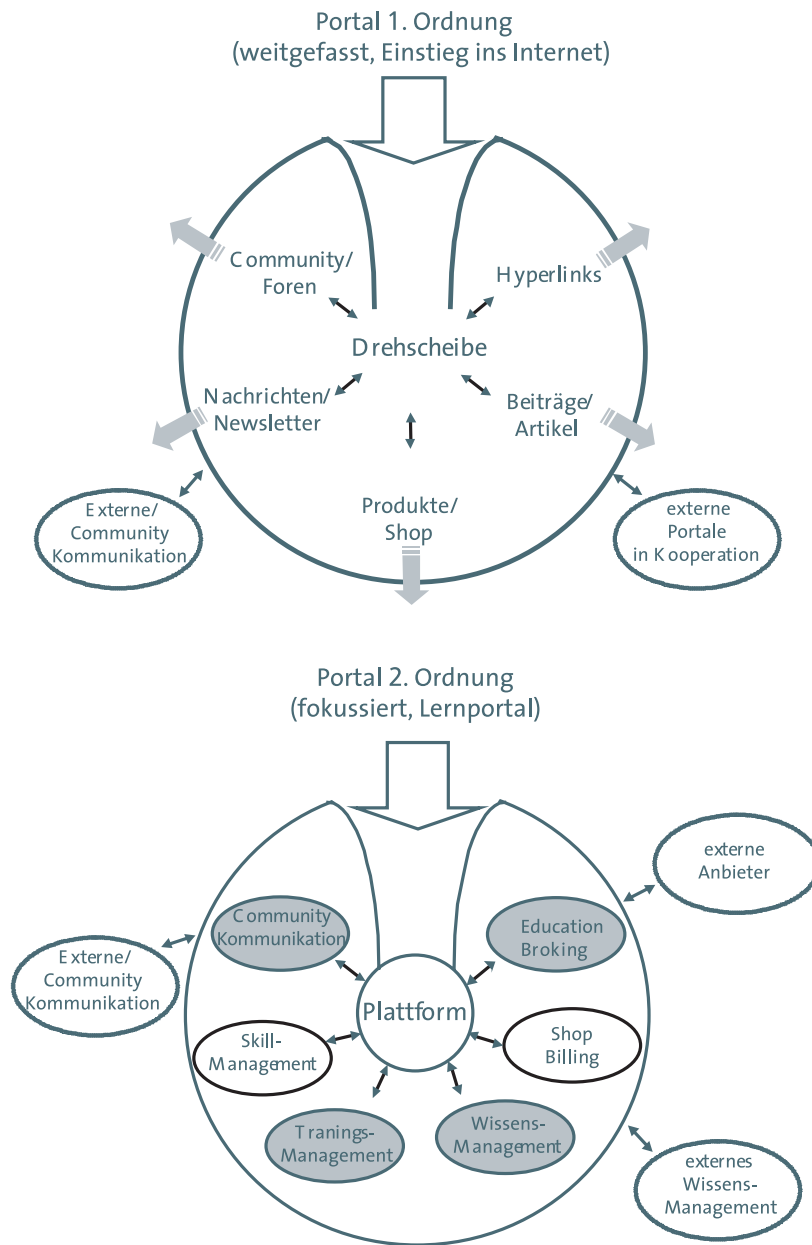 Portal 1. Ordnung
(weitgefasst, Einstieg ins Internet)
Community/
Foren
Hyperlinks
Drehscheibe
Nachrichten/
Newsletter
Beiträge/
Artikel
Produkte/
Shop
Externe/
Community
Kommunikation
externe
Portale
in Kooperation
Portal 2. Ordnung
(fokussiert, Lernportal)
externe
Anbieter
Community
Kommunikation
Education
Broking
Externe/
Community
Kommunikation
Plattform
Skill-
Management
Shop
Billing
Tranings-
Management
Wissens-
Management
externes
Wissens-
Management